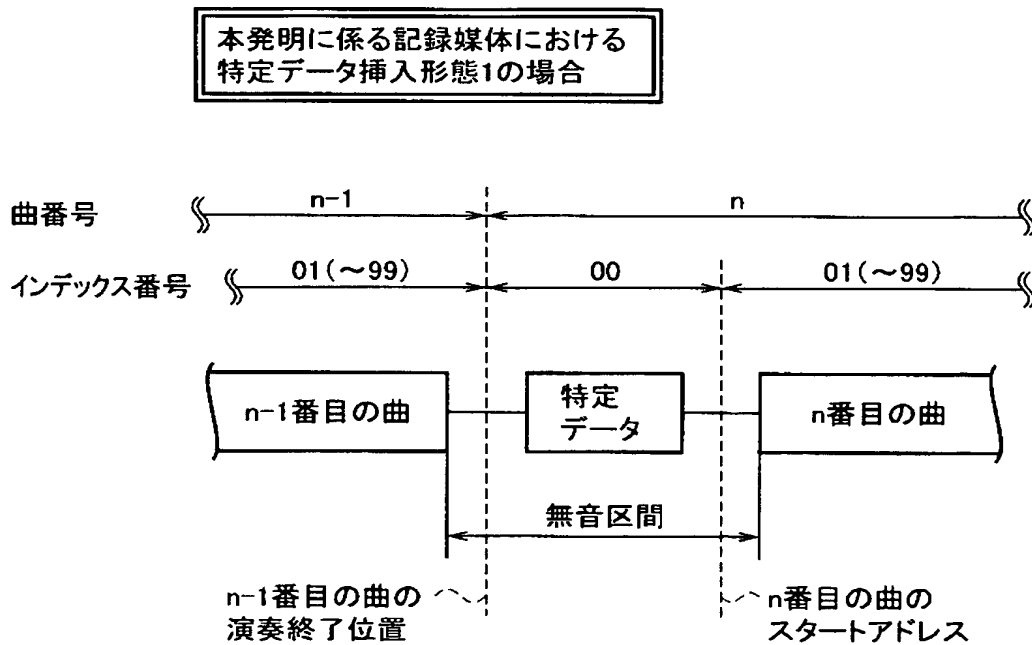 本発明に係る記録媒体における
特定データ挿入形態1の場合
曲番号
n-1
n
インデックス番号
01(〜99)
00
01(〜99)
n-1番目の曲
特定
データ
n番目の曲
無音区間
n-1番目の曲の
演奏終了位置
n番目の曲の
スタートアドレス